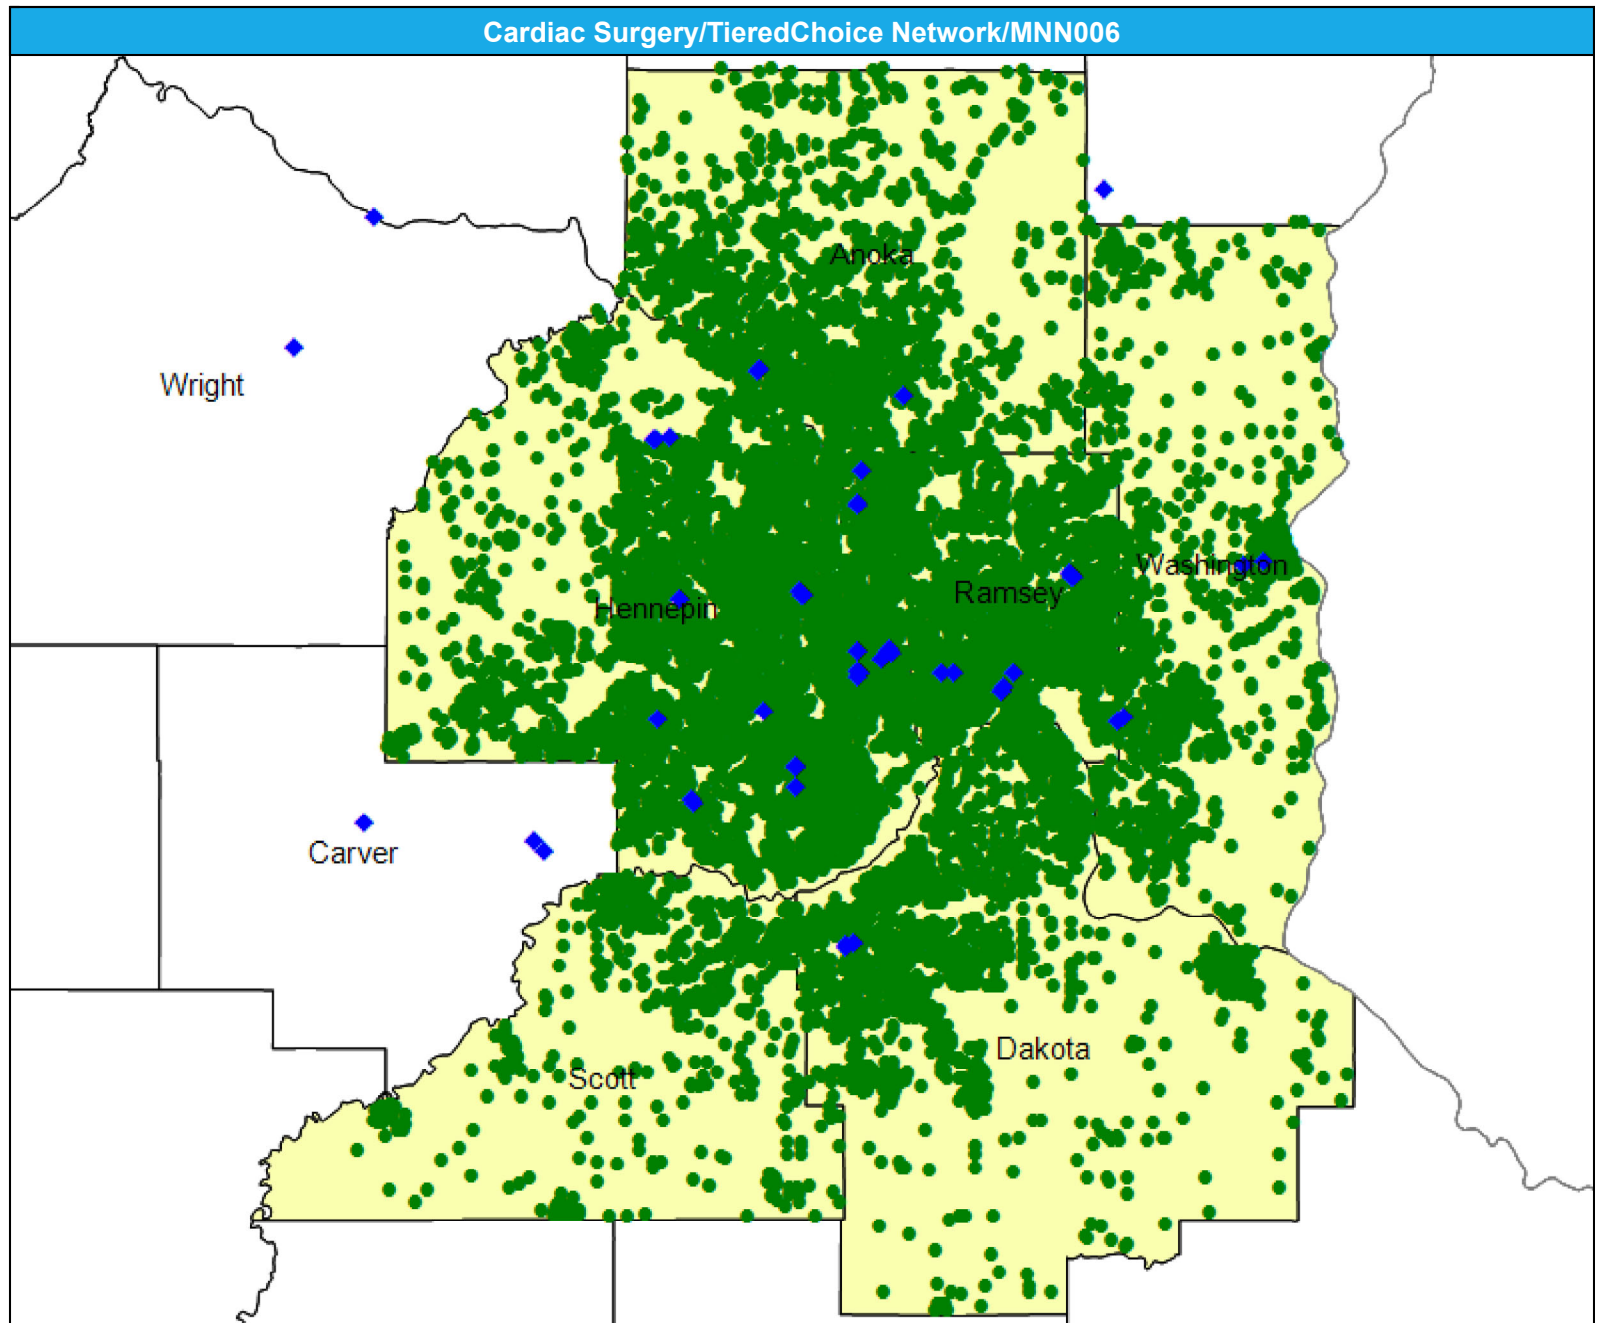 Cardiac Surgery/TieredChoice Network/MNN006
Anoka
Wright
Washington
Ramsey
Hennepin
Carver
Dakota
Scott